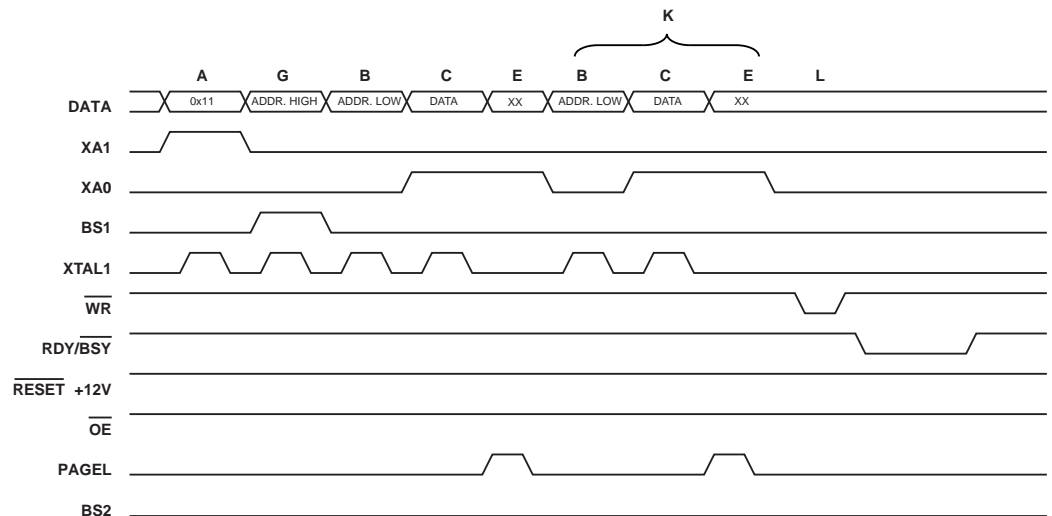 K
A G B C E B C E L
DATA 0x11 ADDR. HIGH ADDR. LOW DATA XX ADDR. LOW DATA XX
XA1
XA0
BS1
XTAL1
WR
RDY/BSY
RESET +12V
OE
PAGEL
BS2